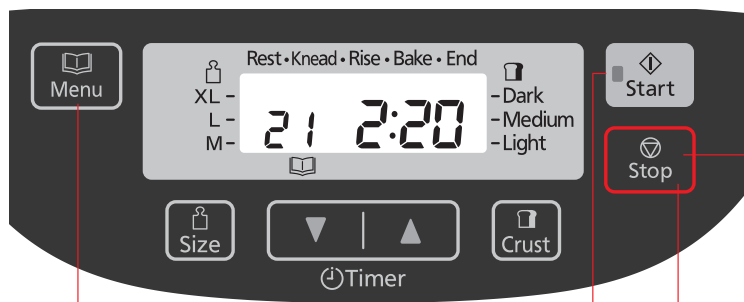 Menu
Rest • Knead • Rise • Bake • End
XL –
L –
M –
21 2:20
– Dark
– Medium
– Light
Start
Stop
Size
Timer
Crust